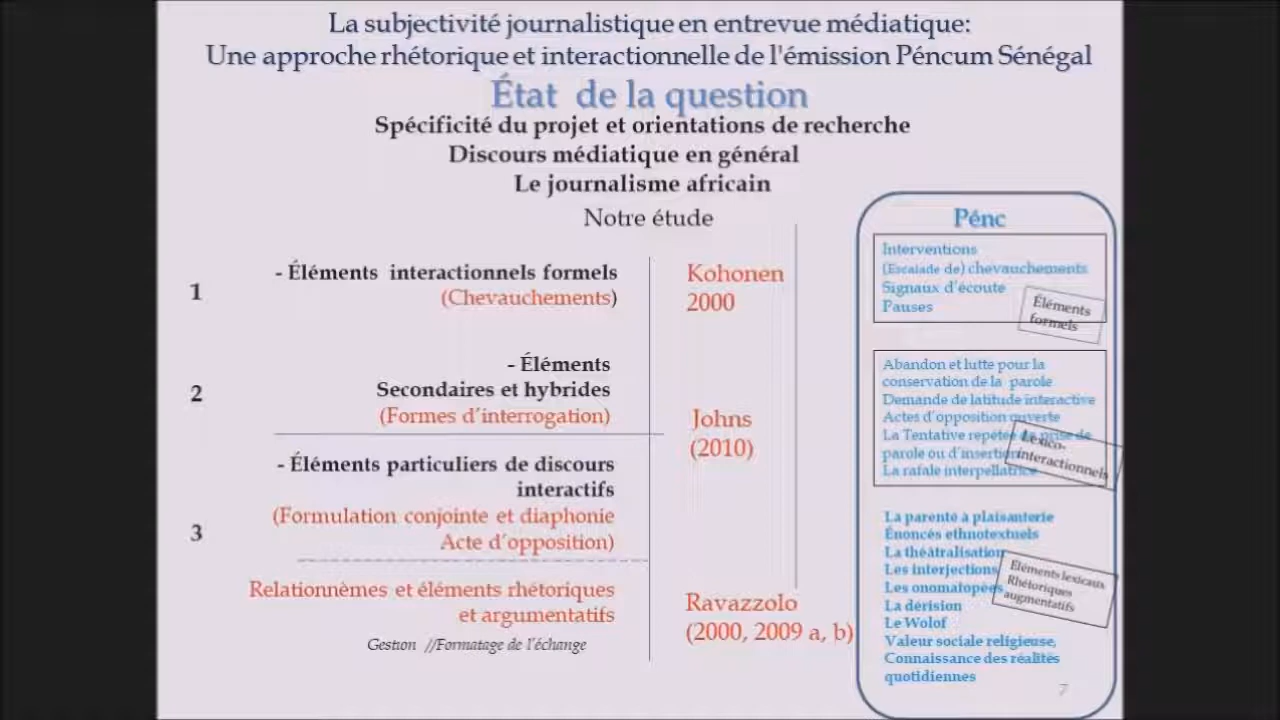 La subjectivité journalistique en entrevue médiatique:
Une approche rhétorique et interactionnelle de l'émission Péncum Sénégal
État de la question
Spécificité du projet et orientations de recherche
Discours médiatique en général
Le journalisme africain
Notre étude
1
- Éléments interactionnels formels
(Chevauchements)
Kohonen
2000
2
- Éléments
Secondaires et hybrides
(Formes d'interrogation)
Johns
(2010)
3
- Éléments particuliers de discours
interactifs
(Formulation conjointe et diaphonie
Acte d'opposition)
Relationnèmes et éléments rhétoriques
et argumentatifs
Gestion //Formatage de l'échange
Ravazzolo
(2000, 2009 a, b)
Pénc
Interventions
(Escalade de) chevauchements
Signaux d'écoute
Pauses
Éléments
formels
Abandon et lutte pour la
conservation de la parole
Demande de latitude interactive
Actes d'opposition ouverte
La Tentative repétée de prise de
parole ou d'insertion
La rafale interpellatrice
Lexico-
interactionnels
La parenté à plaisanterie
Énoncés ethnotextuels
La théâtralisation
Les interjections
Les onomatopées
La dérision
Le Wolof
Valeur sociale religieuse,
Connaissance des réalités
quotidiennes
Eléments lexicaux
Rhétoriques
augmentatifs
7